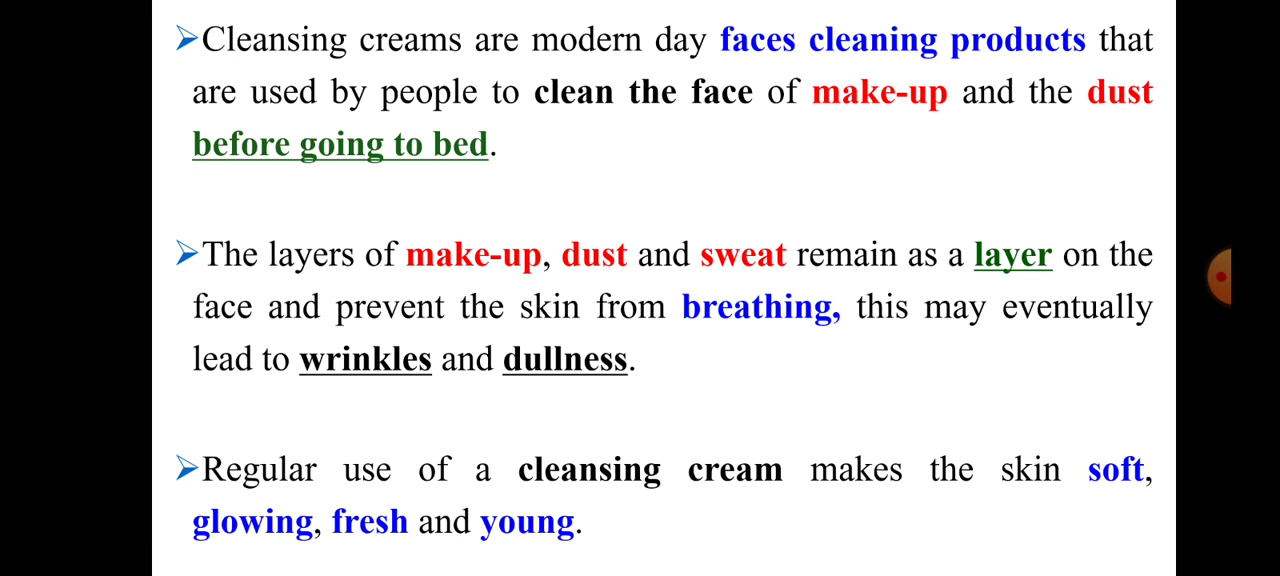 ➢Cleansing creams are modern day faces cleaning products that
are used by people to clean the face of make-up and the dust
before going to bed.
➢The layers of make-up, dust and sweat remain as a layer on the
face and prevent the skin from breathing, this may eventually
lead to wrinkles and dullness.
➢Regular use of a cleansing cream makes the skin soft,
glowing, fresh and young.